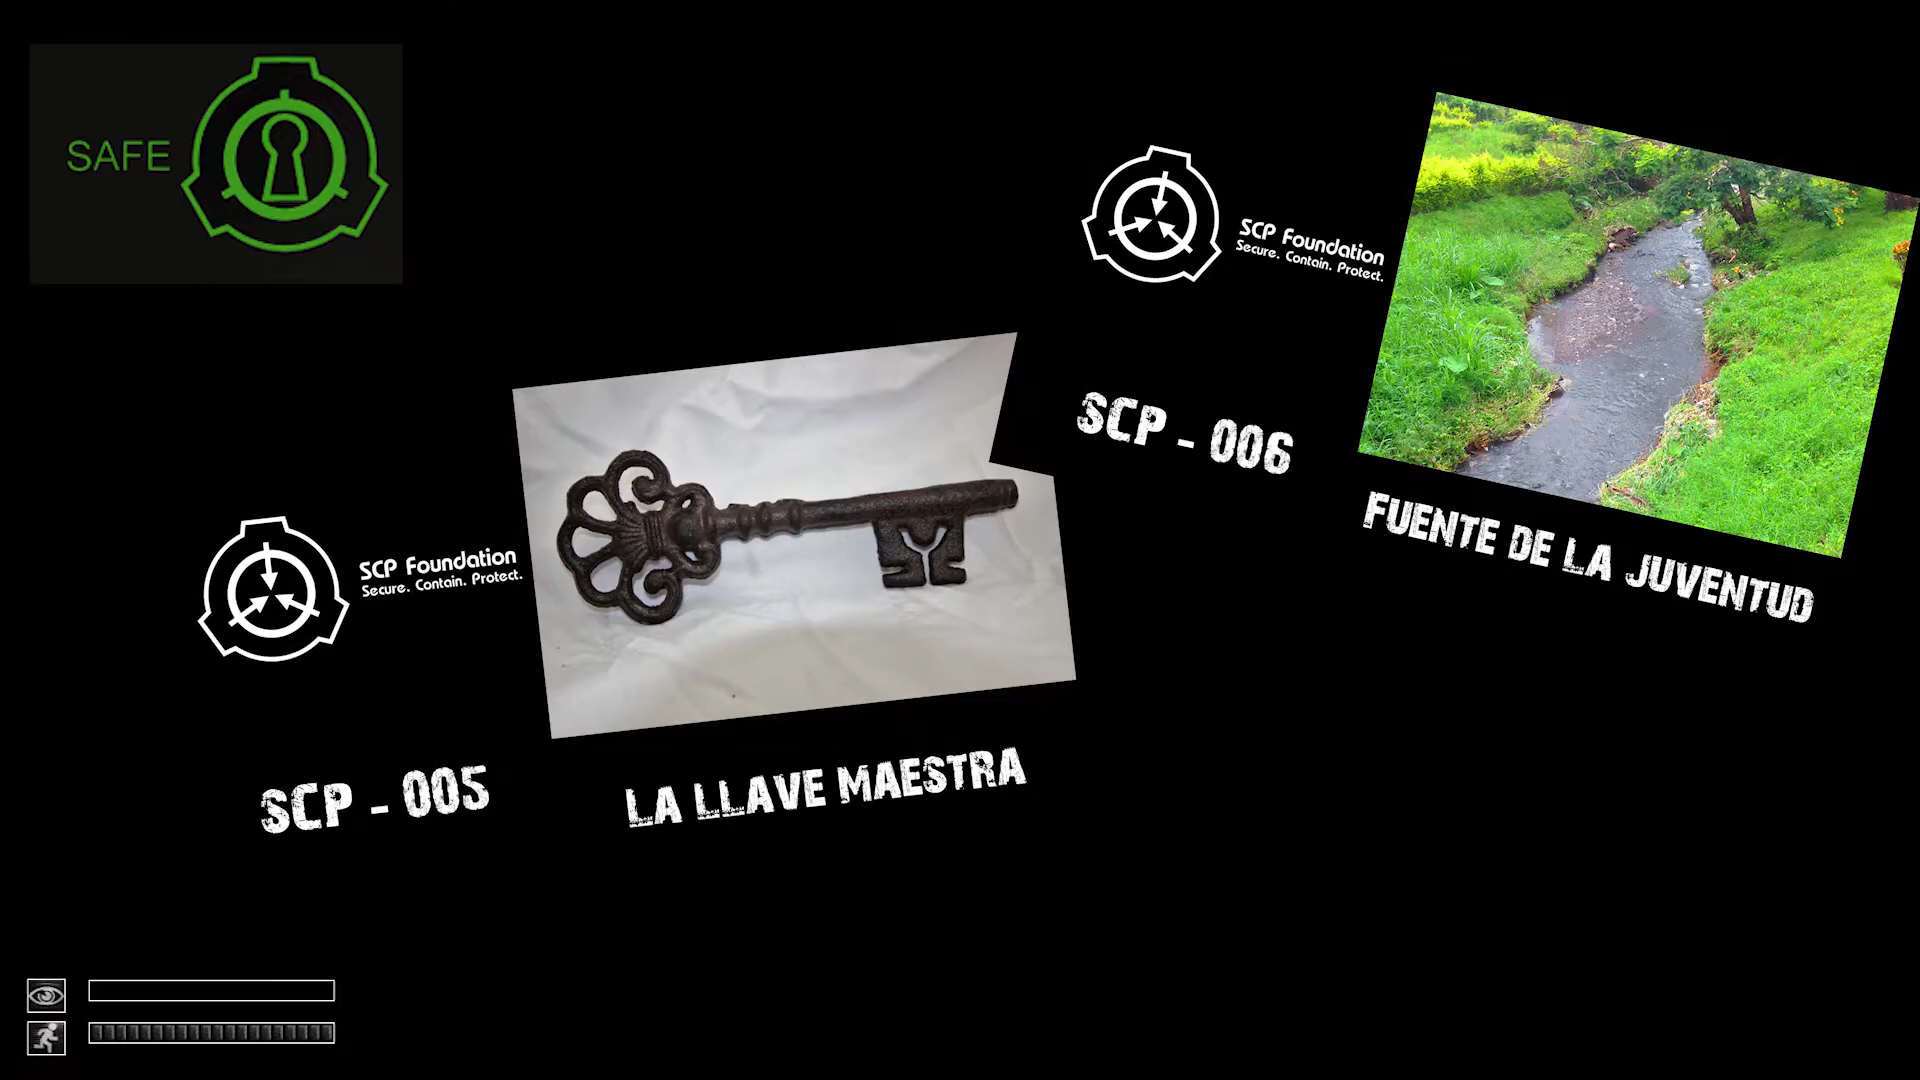 SAFE
SCP Foundation
Secure. Contain. Protect.
SCP - 006
FUENTE DE LA JUVENTUD
SCP Foundation
Secure. Contain. Protect.
SCP - 005
LA LLAVE MAESTRA